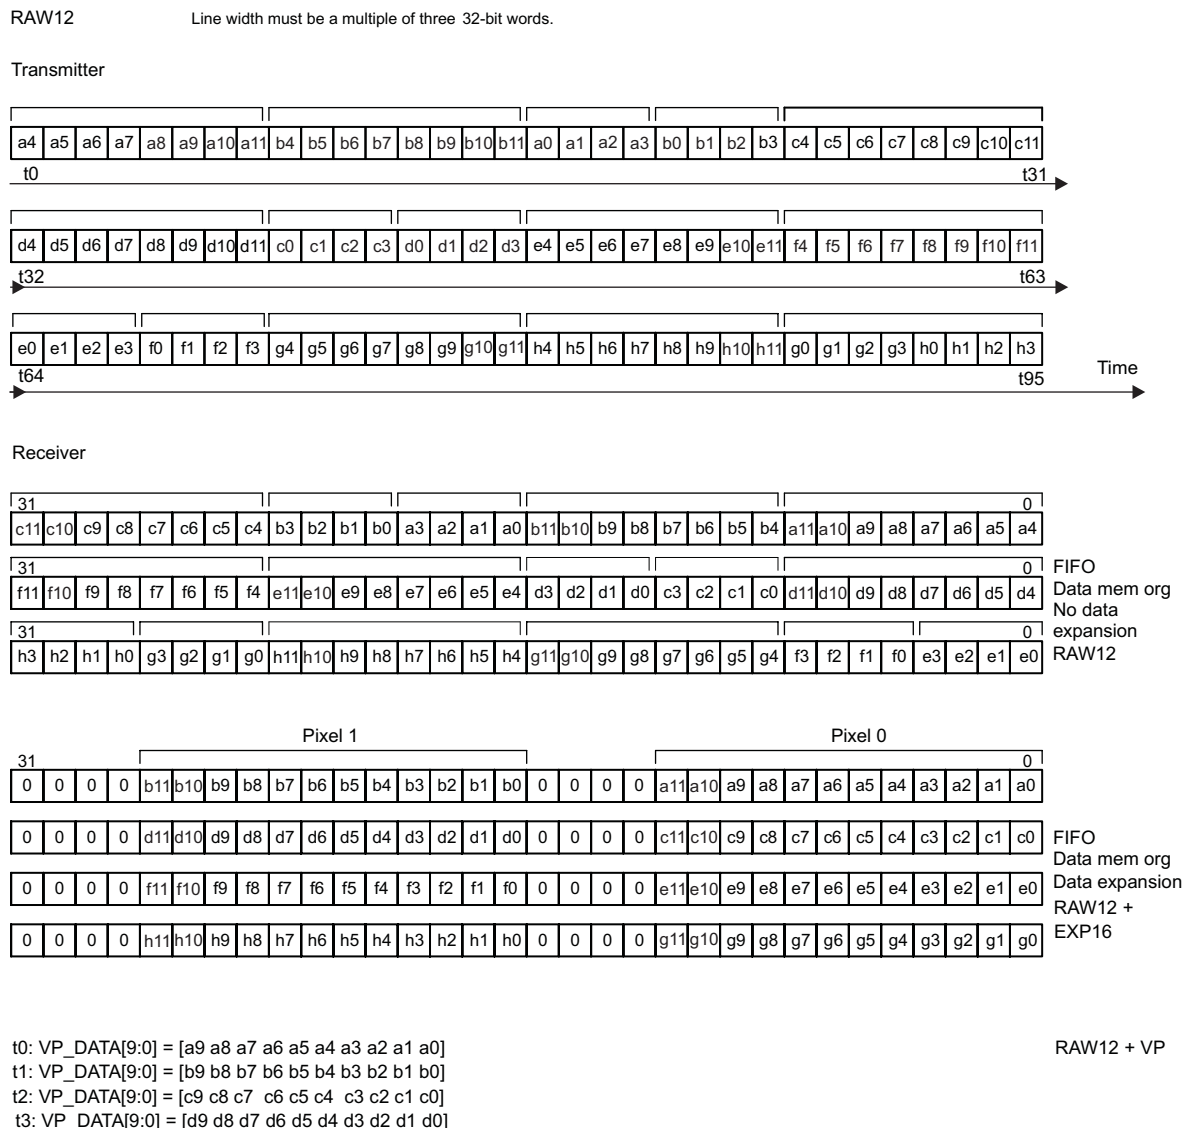 RAW12 Line width must be a multiple of three 32-bit words.
Transmitter
a4 a5 a6 a7 a8 a9 a10 a11 b4 b5 b6 b7 b8 b9 b10 b11 a0 a1 a2 a3 b0 b1 b2 b3 c4 c5 c6 c7 c8 c9 c10 c11
t0 t31
d4 d5 d6 d7 d8 d9 d10 d11 c0 c1 c2 c3 d0 d1 d2 d3 e4 e5 e6 e7 e8 e9 e10 e11 f4 f5 f6 f7 f8 f9 f10 f11
t32 t63
e0 e1 e2 e3 f0 f1 f2 f3 g4 g5 g6 g7 g8 g9 g10 g11 h4 h5 h6 h7 h8 h9 h10 h11 g0 g1 g2 g3 h0 h1 h2 h3
t64 t95 Time
Receiver
31 0
c11 c10 c9 c8 c7 c6 c5 c4 b3 b2 b1 b0 a3 a2 a1 a0 b11 b10 b9 b8 b7 b6 b5 b4 a11 a10 a9 a8 a7 a6 a5 a4
31 0 FIFO
f11 f10 f9 f8 f7 f6 f5 f4 e11 e10 e9 e8 e7 e6 e5 e4 d3 d2 d1 d0 c3 c2 c1 c0 d11 d10 d9 d8 d7 d6 d5 d4 Data mem org
No data
31 0 expansion
h3 h2 h1 h0 g3 g2 g1 g0 h11 h10 h9 h8 h7 h6 h5 h4 g11 g10 g9 g8 g7 g6 g5 g4 f3 f2 f1 f0 e3 e2 e1 e0 RAW12
Pixel 1 Pixel 0
31 0
0 0 0 0 b11 b10 b9 b8 b7 b6 b5 b4 b3 b2 b1 b0 0 0 0 0 a11 a10 a9 a8 a7 a6 a5 a4 a3 a2 a1 a0
0 0 0 0 d11 d10 d9 d8 d7 d6 d5 d4 d3 d2 d1 d0 0 0 0 0 c11 c10 c9 c8 c7 c6 c5 c4 c3 c2 c1 c0 FIFO
Data mem org
0 0 0 0 f11 f10 f9 f8 f7 f6 f5 f4 f3 f2 f1 f0 0 0 0 0 e11 e10 e9 e8 e7 e6 e5 e4 e3 e2 e1 e0 Data expansion
RAW12 +
0 0 0 0 h11 h10 h9 h8 h7 h6 h5 h4 h3 h2 h1 h0 0 0 0 0 g11 g10 g9 g8 g7 g6 g5 g4 g3 g2 g1 g0 EXP16
t0: VP_DATA[9:0] = [a9 a8 a7 a6 a5 a4 a3 a2 a1 a0] RAW12 + VP
t1: VP_DATA[9:0] = [b9 b8 b7 b6 b5 b4 b3 b2 b1 b0]
t2: VP_DATA[9:0] = [c9 c8 c7 c6 c5 c4 c3 c2 c1 c0]
t3: VP_DATA[9:0] = [d9 d8 d7 d6 d5 d4 d3 d2 d1 d0]